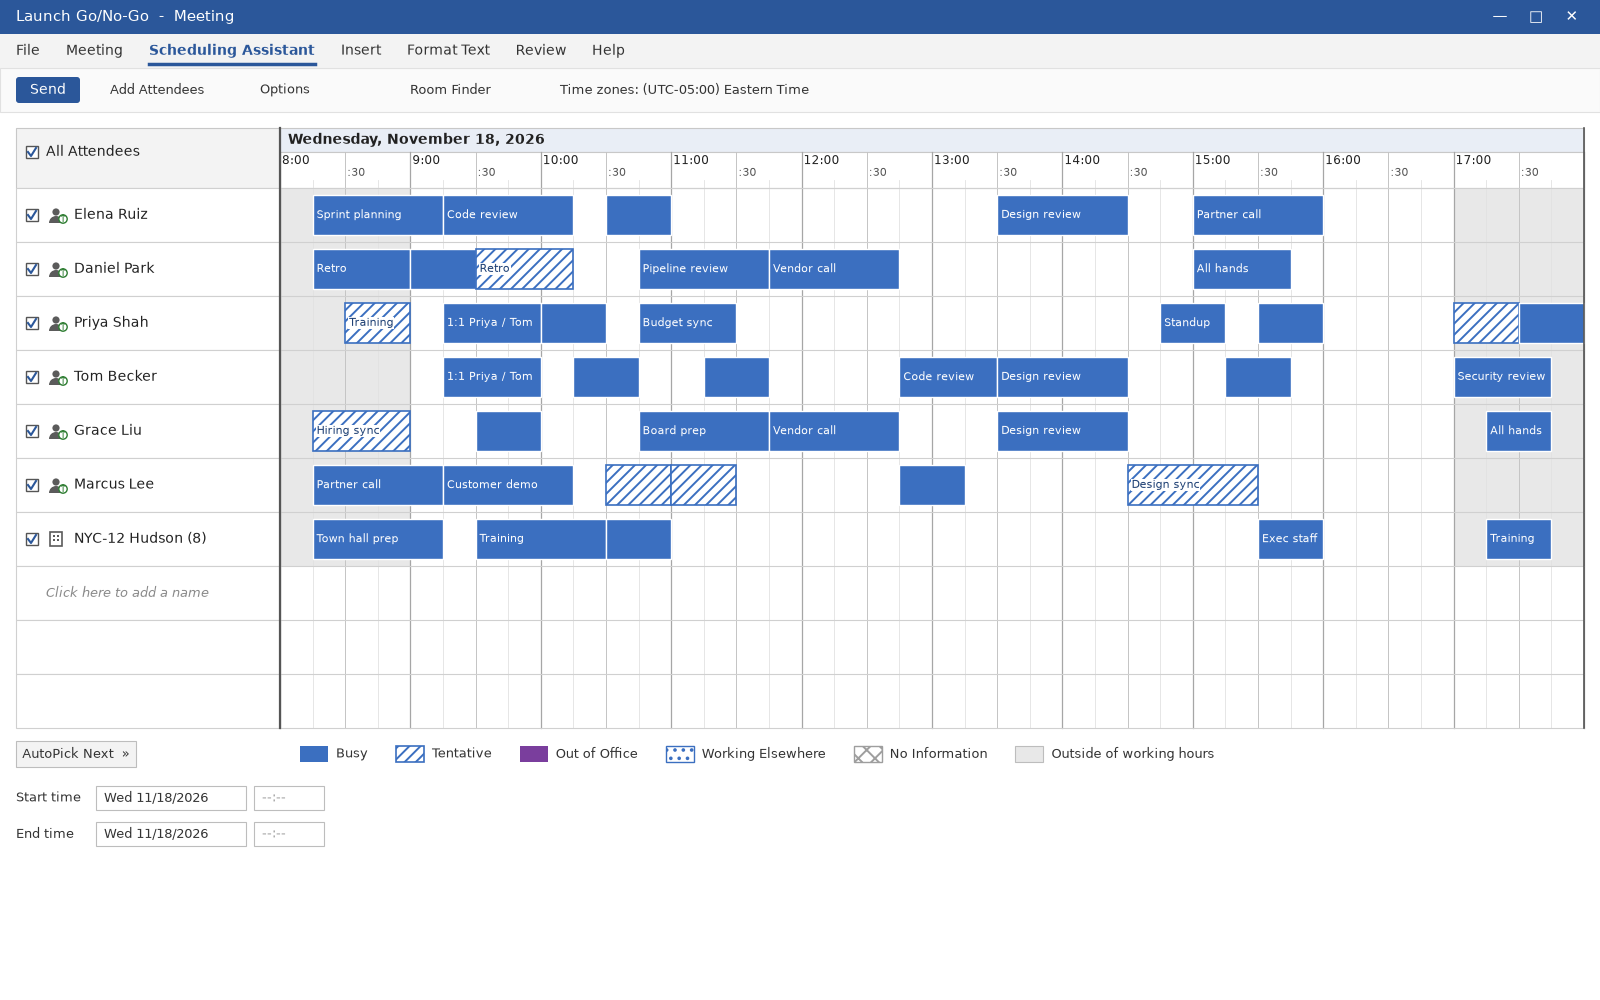 Launch Go/No-Go - Meeting
File Meeting Scheduling Assistant Insert Format Text Review Help
Send Add Attendees Options Room Finder Time zones: (UTC-05:00) Eastern Time
All Attendees
Wednesday, November 18, 2026
8:00 9:00 10:00 11:00 12:00 13:00 14:00 15:00 16:00 17:00
:30 :30 :30 :30 :30 :30 :30 :30 :30 :30
Elena Ruiz Sprint planning Code review Design review Partner call
Daniel Park Retro Retro Pipeline review Vendor call All hands
Priya Shah Training 1:1 Priya / Tom Budget sync Standup
Tom Becker 1:1 Priya / Tom Code review Design review Security review
Grace Liu Hiring sync Board prep Vendor call Design review All hands
Marcus Lee Partner call Customer demo Design sync
NYC-12 Hudson (8) Town hall prep Training Exec staff Training
Click here to add a name
AutoPick Next » Busy Tentative Out of Office Working Elsewhere No Information Outside of working hours
Start time Wed 11/18/2026 --:--
End time Wed 11/18/2026 --:--